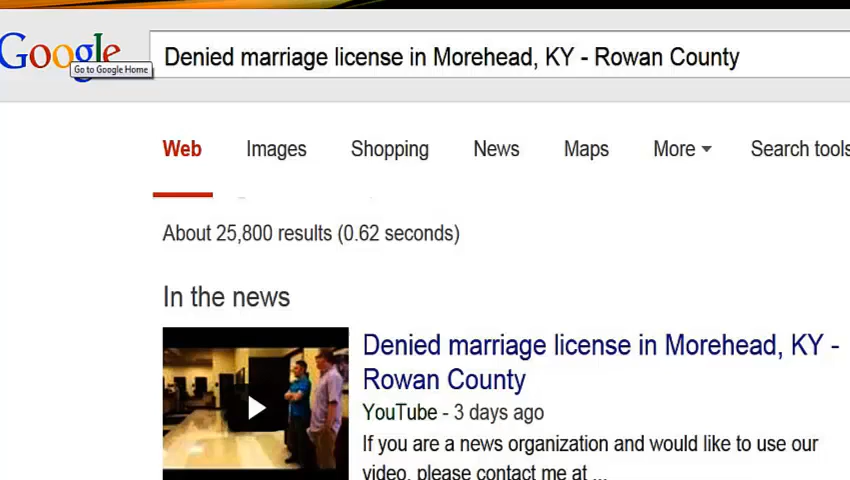 Google
Denied marriage license in Morehead, KY - Rowan County
Go to Google Home
Web Images Shopping News Maps More Search tools
About 25,800 results (0.62 seconds)
In the news
Denied marriage license in Morehead, KY -
Rowan County
YouTube - 3 days ago
If you are a news organization and would like to use our
video, please contact me at ...